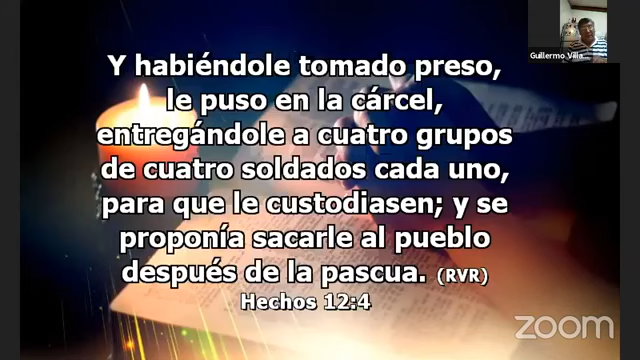 Guillermo Villa...
Y habiéndole tomado preso,
le puso en la cárcel,
entregándole a cuatro grupos
de cuatro soldados cada uno,
para que le custodiasen; y se
proponía sacarle al pueblo
después de la pascua. (RVR)
Hechos 12:4
zoom